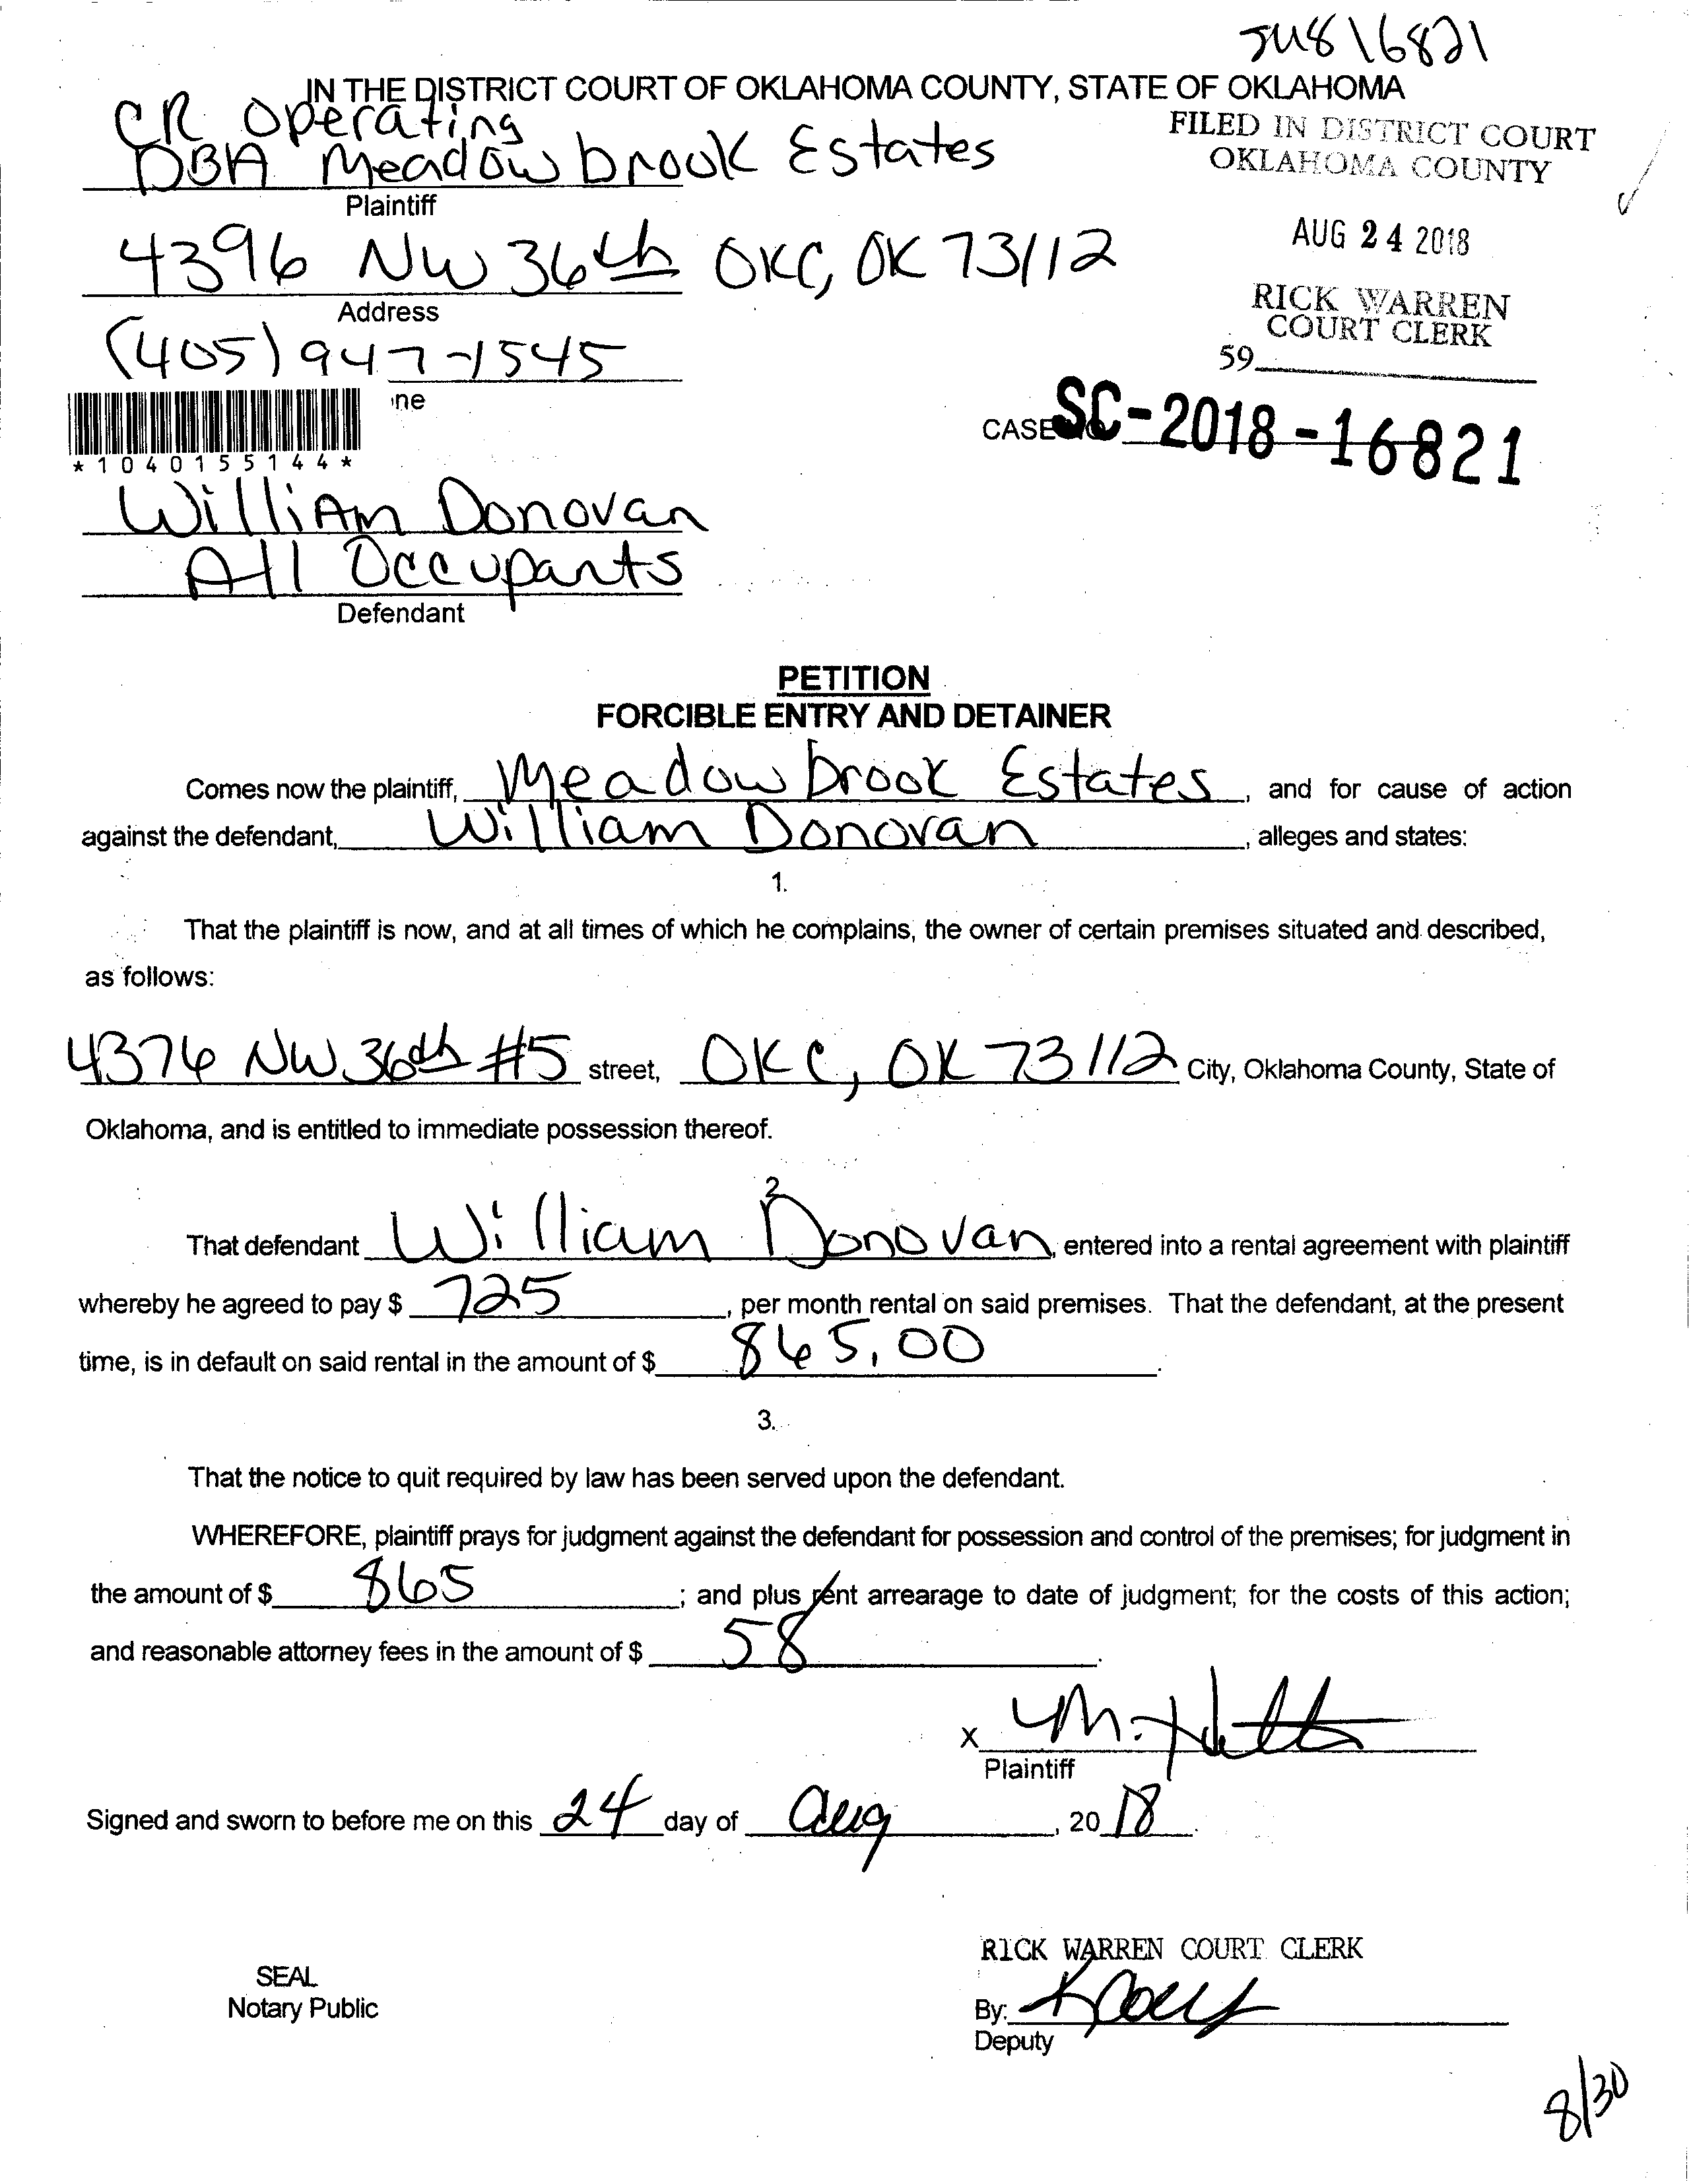 IN THE DISTRICT COURT OF OKLAHOMA COUNTY, STATE OF OKLAHOMA
CR Operating
DBA Meadowbrook Estates
Plaintiff
4396 NW 36th OKC, OK 73112
Address
(405) 947-1545
ne
*1040155144*
FILED IN DISTRICT COURT
OKLAHOMA COUNTY
AUG 24 2018
RICK WARREN
COURT CLERK
59
CASE SC-2018-16821
William Donovan
All Occupants
Defendant
PETITION
FORCIBLE ENTRY AND DETAINER
Comes now the plaintiff, Meadowbrook Estates, and for cause of action
against the defendant, William Donovan, alleges and states:
1.
That the plaintiff is now, and at all times of which he complains, the owner of certain premises situated and described,
as follows:
4376 NW 36th #5 street, OKC, OK 73112 City, Oklahoma County, State of
Oklahoma, and is entitled to immediate possession thereof.
2
That defendant William Donovan, entered into a rental agreement with plaintiff
whereby he agreed to pay $ 725, per month rental on said premises. That the defendant, at the present
time, is in default on said rental in the amount of $ 865.00.
3.
That the notice to quit required by law has been served upon the defendant.
WHEREFORE, plaintiff prays for judgment against the defendant for possession and control of the premises; for judgment in
the amount of $ 865; and plus rent arrearage to date of judgment; for the costs of this action;
and reasonable attorney fees in the amount of $ 58.
X
Plaintiff
Signed and sworn to before me on this 24 day of Aug, 20 18.
RICK WARREN COURT CLERK
SEAL
Notary Public
By:
Deputy
8/30